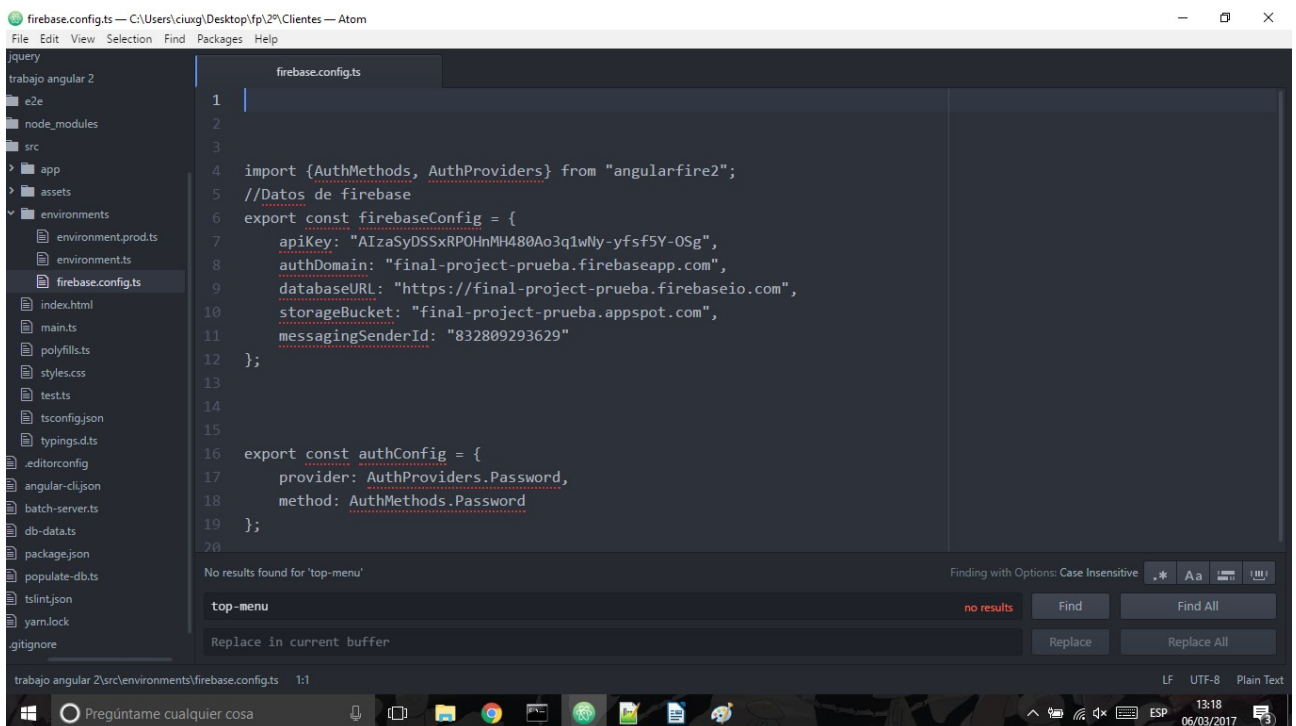 firebase.config.ts — C:\Users\ciuxg\Desktop\fp\2º\Clientes — Atom
File Edit View Selection Find Packages Help
jquery
trabajo angular 2
e2e
node_modules
src
app
assets
environments
environment.prod.ts
environment.ts
firebase.config.ts
index.html
main.ts
polyfills.ts
styles.css
test.ts
tsconfig.json
typings.d.ts
.editorconfig
angular-cli.json
batch-server.ts
db-data.ts
package.json
populate-db.ts
tslint.json
yarn.lock
.gitignore
firebase.config.ts
1
2
3
4 import {AuthMethods, AuthProviders} from "angularfire2";
5 //Datos de firebase
6 export const firebaseConfig = {
7 apiKey: "AIzaSyDSSxRPOHnMH480Ao3q1wNy-yfsf5Y-OSg",
8 authDomain: "final-project-prueba.firebaseapp.com",
9 databaseURL: "https://final-project-prueba.firebaseio.com",
10 storageBucket: "final-project-prueba.appspot.com",
11 messagingSenderId: "832809293629"
12 };
13
14
15
16 export const authConfig = {
17 provider: AuthProviders.Password,
18 method: AuthMethods.Password
19 };
20
No results found for 'top-menu' Finding with Options: Case Insensitive .* Aa
top-menu no results Find Find All
Replace in current buffer Replace Replace All
trabajo angular 2\src\environments\firebase.config.ts 1:1 LF UTF-8 Plain Text
Pregúntame cualquier cosa ESP 13:18
06/03/2017